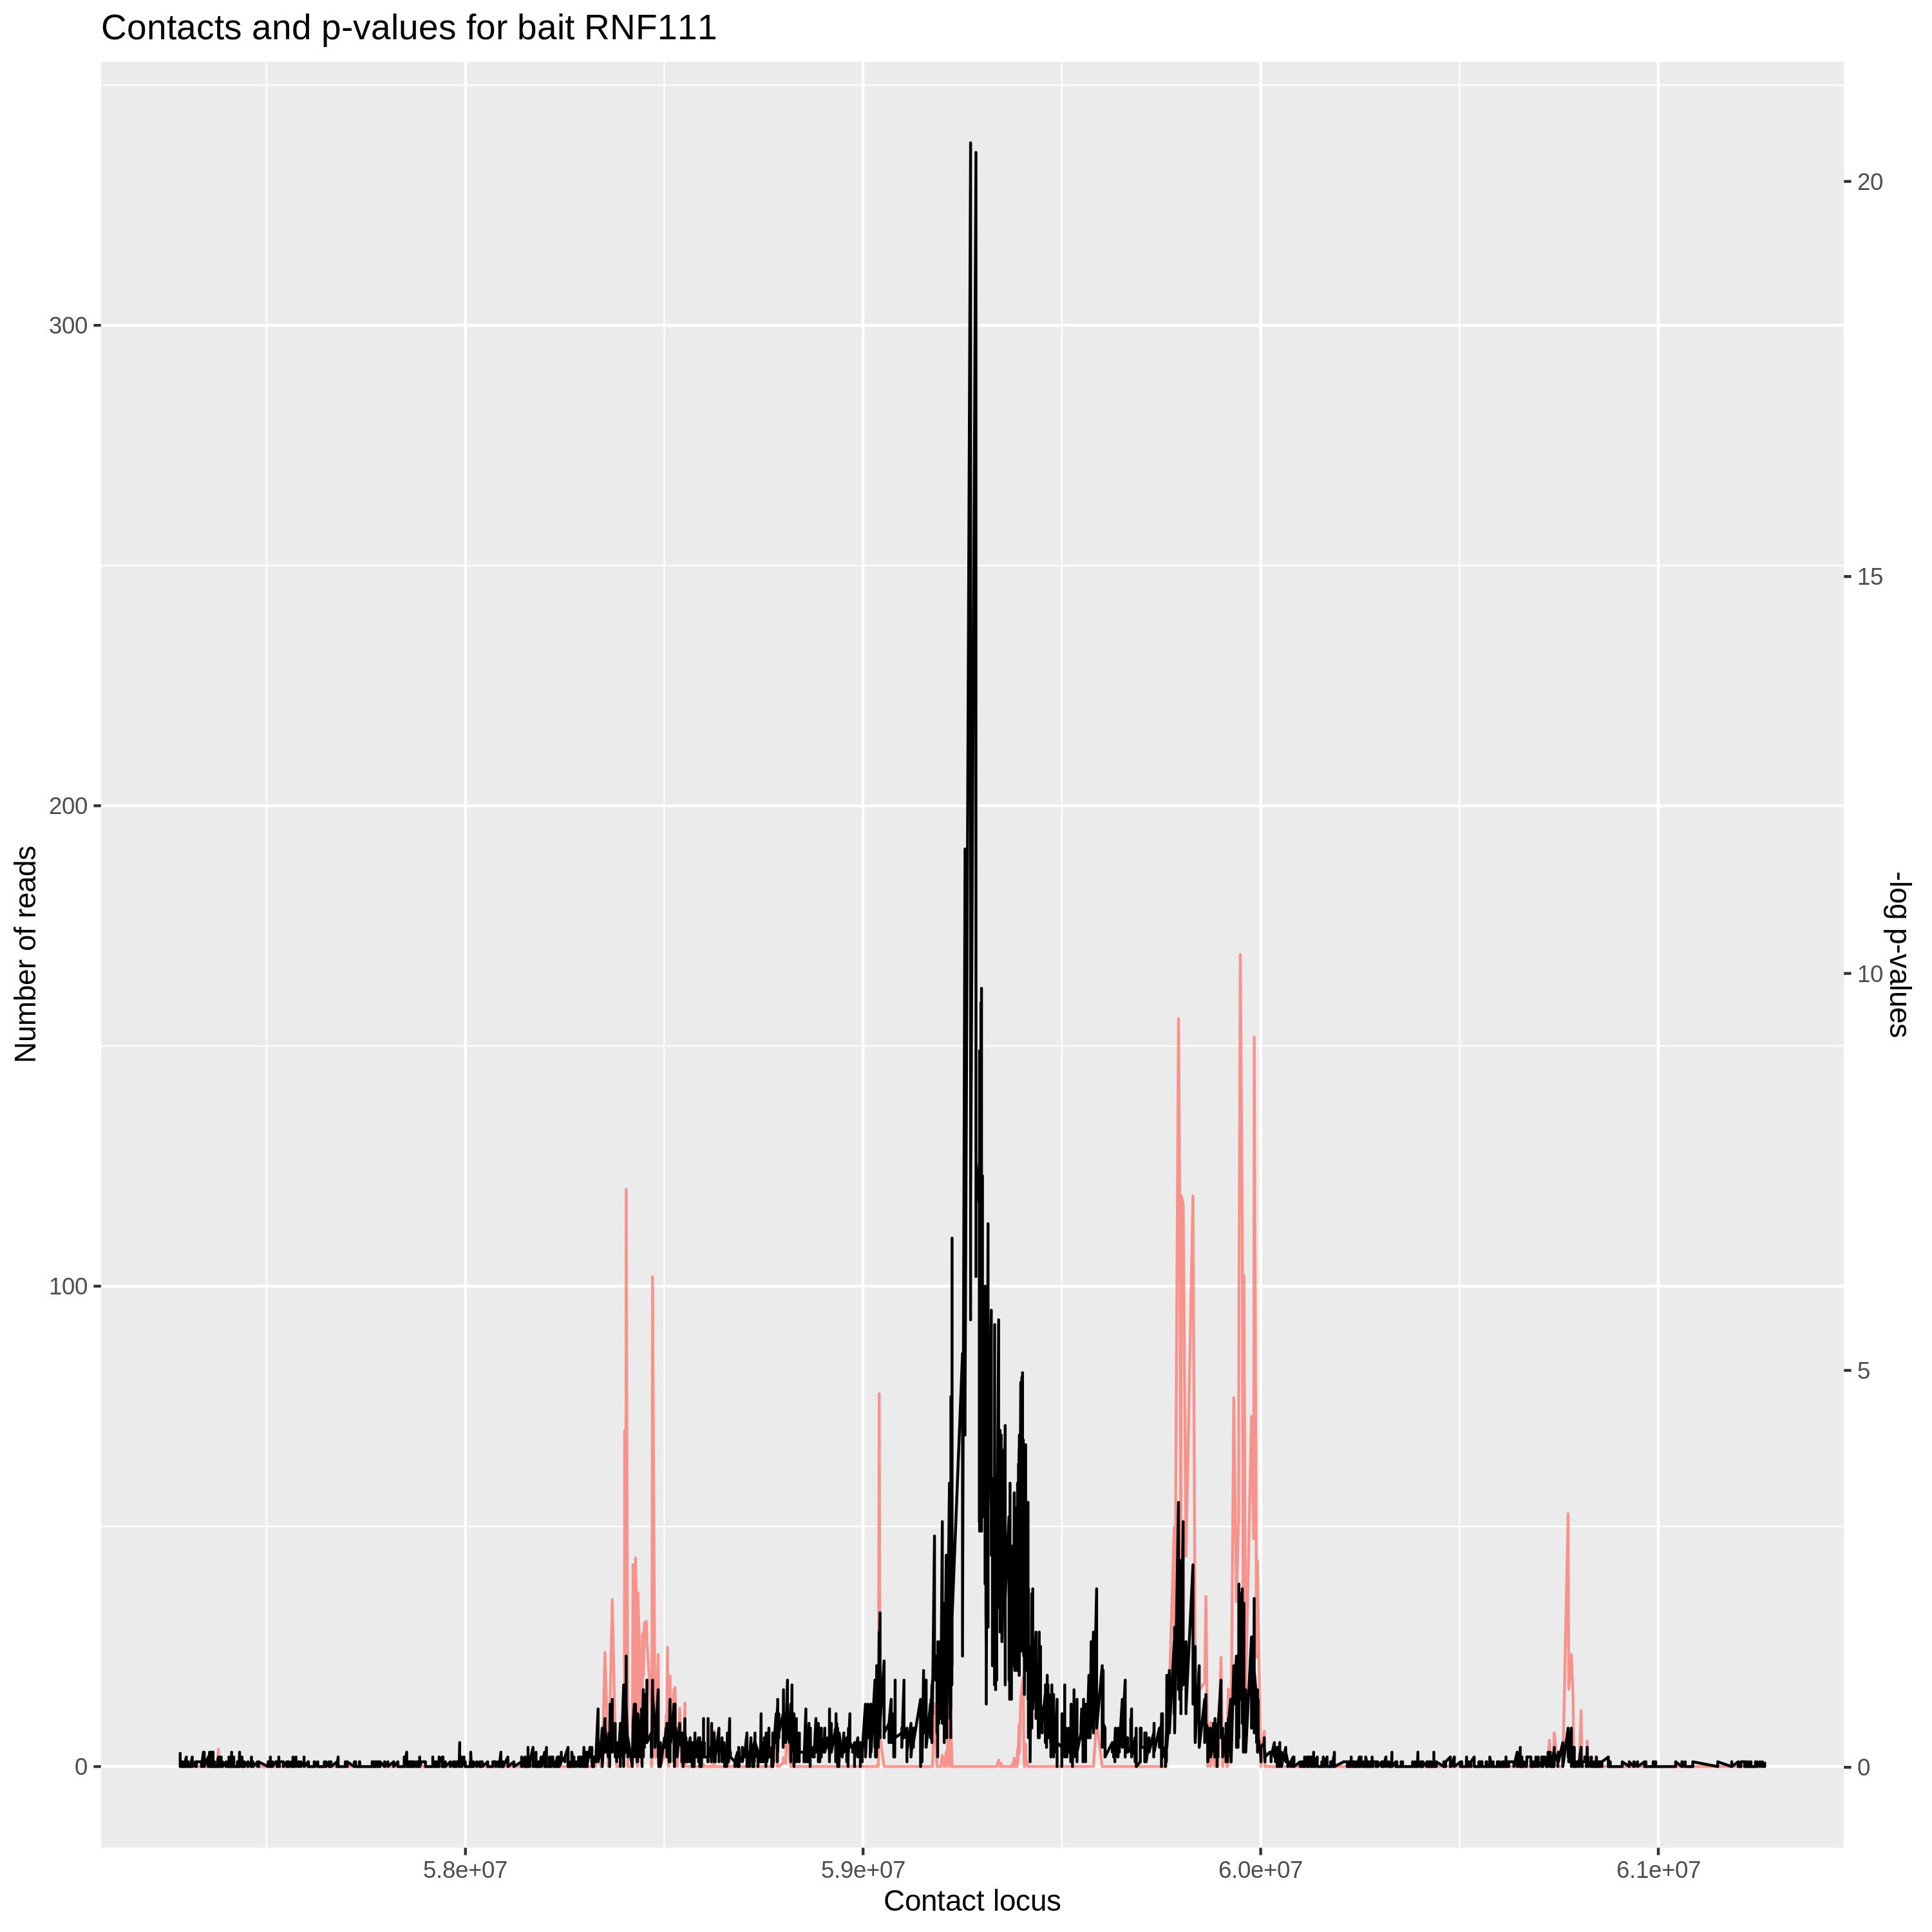 Contacts and p-values for bait RNF111
300
200
100
0
Number of reads
20
15
10
5
0
-log p-values
5.8e+07
5.9e+07
6.0e+07
6.1e+07
Contact locus